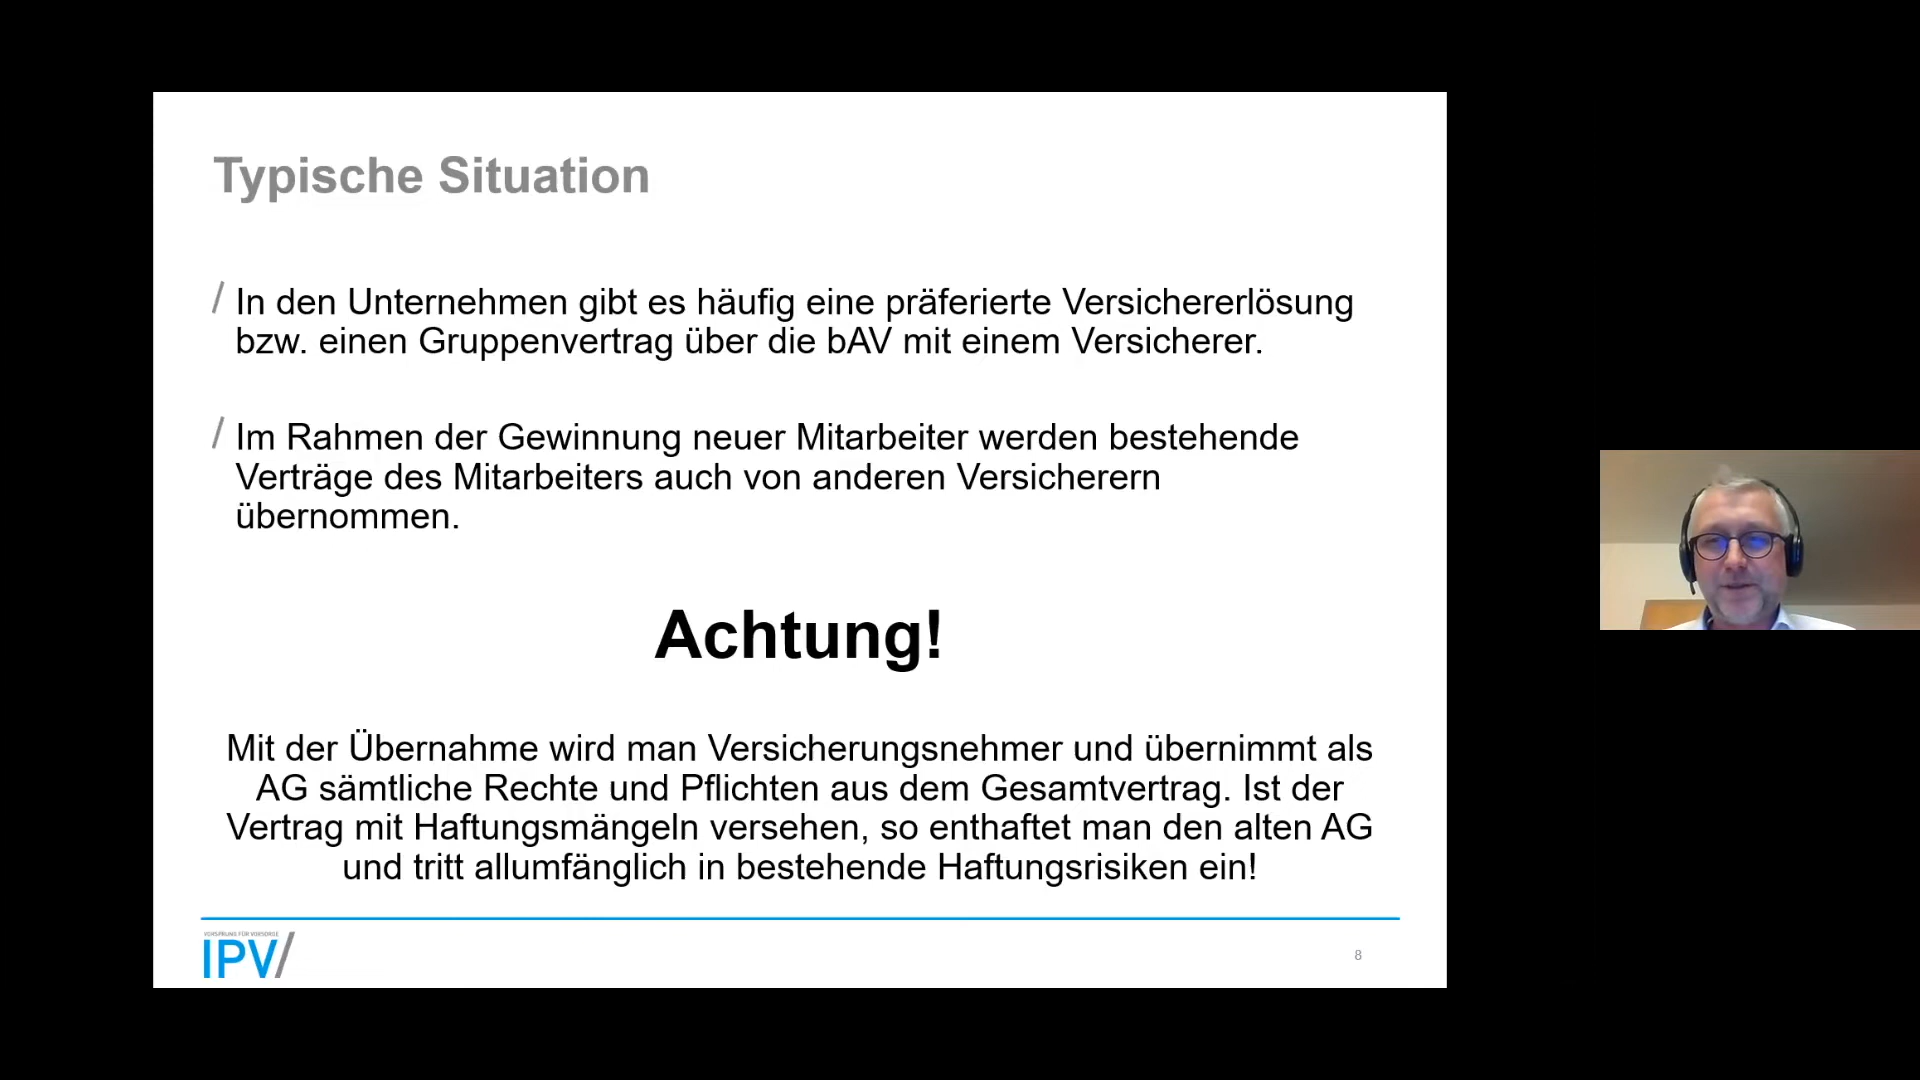 Typische Situation
/ In den Unternehmen gibt es häufig eine präferierte Versichererlösung
bzw. einen Gruppenvertrag über die bAV mit einem Versicherer.
/ Im Rahmen der Gewinnung neuer Mitarbeiter werden bestehende
Verträge des Mitarbeiters auch von anderen Versicherern
übernommen.
Achtung!
Mit der Übernahme wird man Versicherungsnehmer und übernimmt als
AG sämtliche Rechte und Pflichten aus dem Gesamtvertrag. Ist der
Vertrag mit Haftungsmängeln versehen, so enthaftet man den alten AG
und tritt allumfänglich in bestehende Haftungsrisiken ein!
VORSPRUNG FÜR VORSORGE
IPV/
8